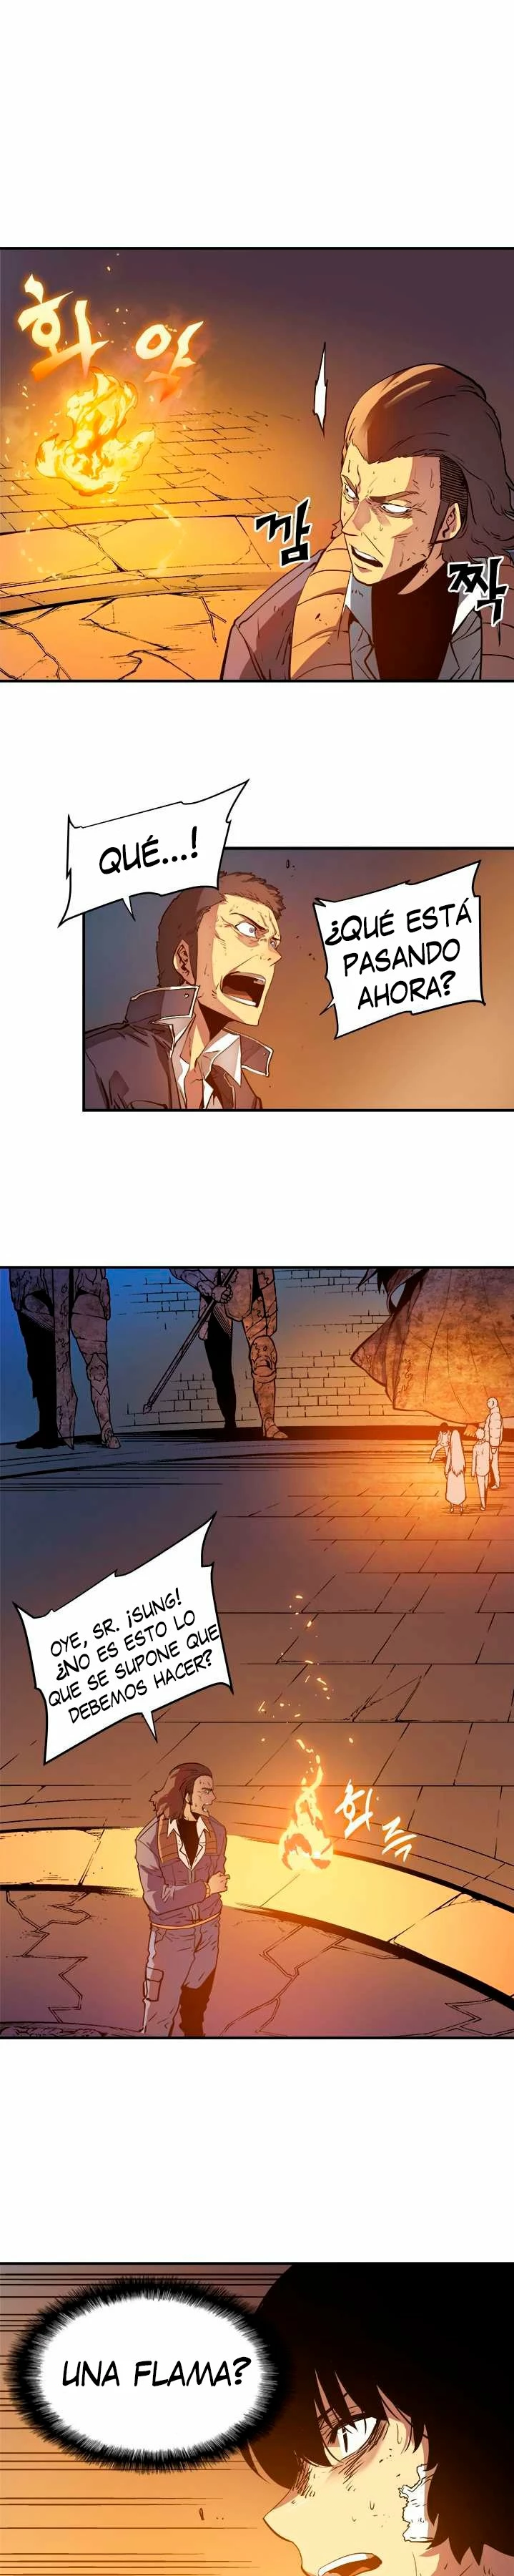 화악
깜
짝
QUÉ...!
¿QUÉ ESTÁ
PASANDO
AHORA?
OYE, SR. ¡SUNG!
¿NO ES ESTO LO
QUE SE SUPONE QUE
DEBEMOS HACER?
화
륵
UNA FLAMA?